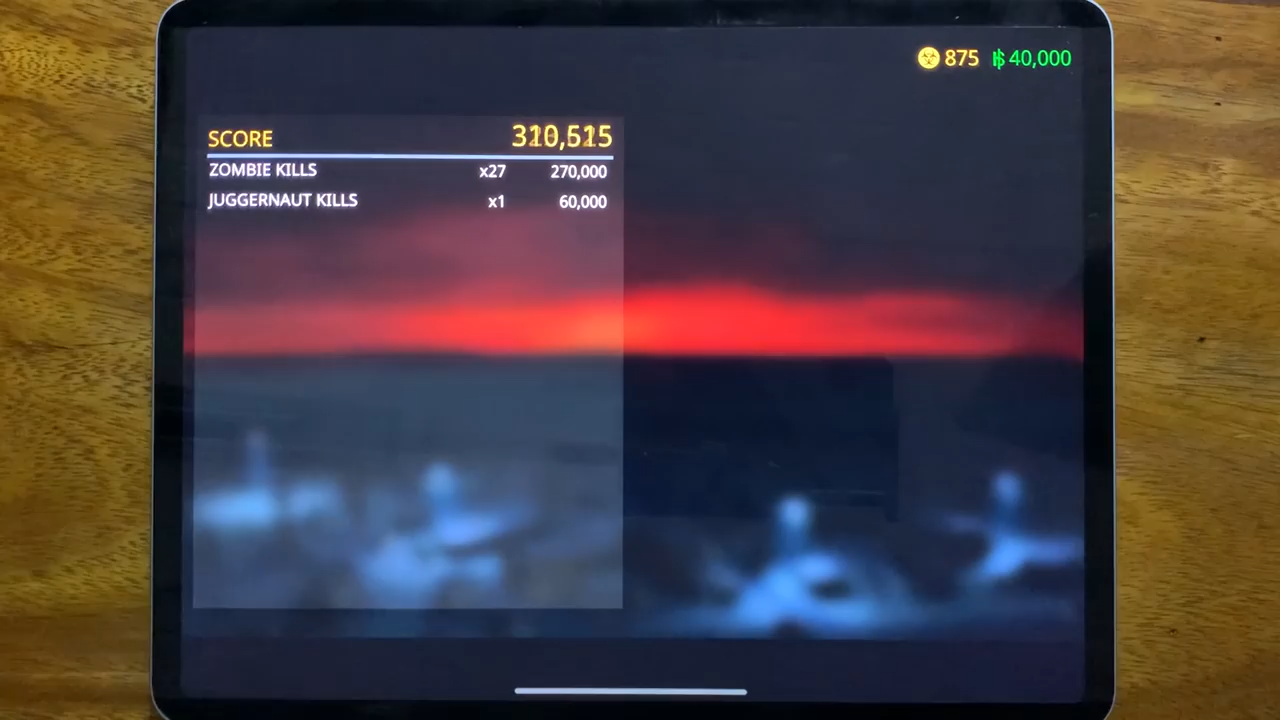 875 $ 40,000
SCORE 310,515
ZOMBIE KILLS x27 270,000
JUGGERNAUT KILLS x1 60,000